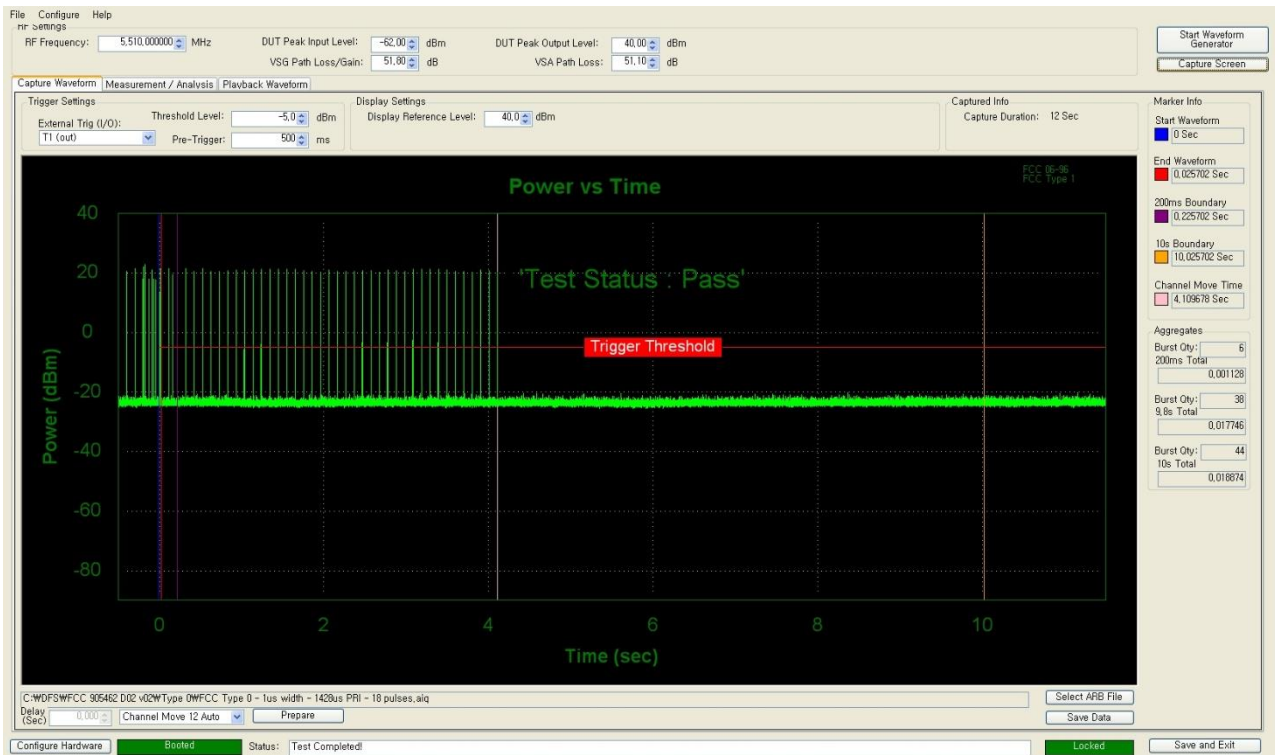 File Configure Help
RF Settings
RF Frequency: 5,510,000000 MHz DUT Peak Input Level: -62,00 dBm DUT Peak Output Level: 40,00 dBm
VSG Path Loss/Gain: 51,80 dB VSA Path Loss: 51,10 dB
Start Waveform Generator
Capture Screen
Capture Waveform Measurement / Analysis Playback Waveform
Trigger Settings
External Trig (I/O):
T1 (out)
Threshold Level: -5,0 dBm
Pre-Trigger: 500 ms
Display Settings
Display Reference Level: 40,0 dBm
Captured Info
Capture Duration: 12 Sec
Marker Info
Start Waveform
0 Sec
End Waveform
0,025702 Sec
200ms Boundary
0,225702 Sec
10s Boundary
10,025702 Sec
Channel Move Time
4,109678 Sec
Aggregates
Burst Qty: 6
200ms Total
0,001128
Burst Qty: 38
9,8s Total
0,017746
Burst Qty: 44
10s Total
0,018874
FCC 06-96
FCC Type 1
Power vs Time
'Test Status : Pass'
Trigger Threshold
Power (dBm)
40
20
0
-20
-40
-60
-80
0 2 4 6 8 10
Time (sec)
C:₩DFS₩FCC 905462 D02 v02₩Type 0₩FCC Type 0 - 1us width - 1428us PRI - 18 pulses,aiq
Select ARB File
Delay (Sec) 0,000 Channel Move 12 Auto Prepare
Save Data
Configure Hardware Booted Status: Test Completed! Locked Save and Exit